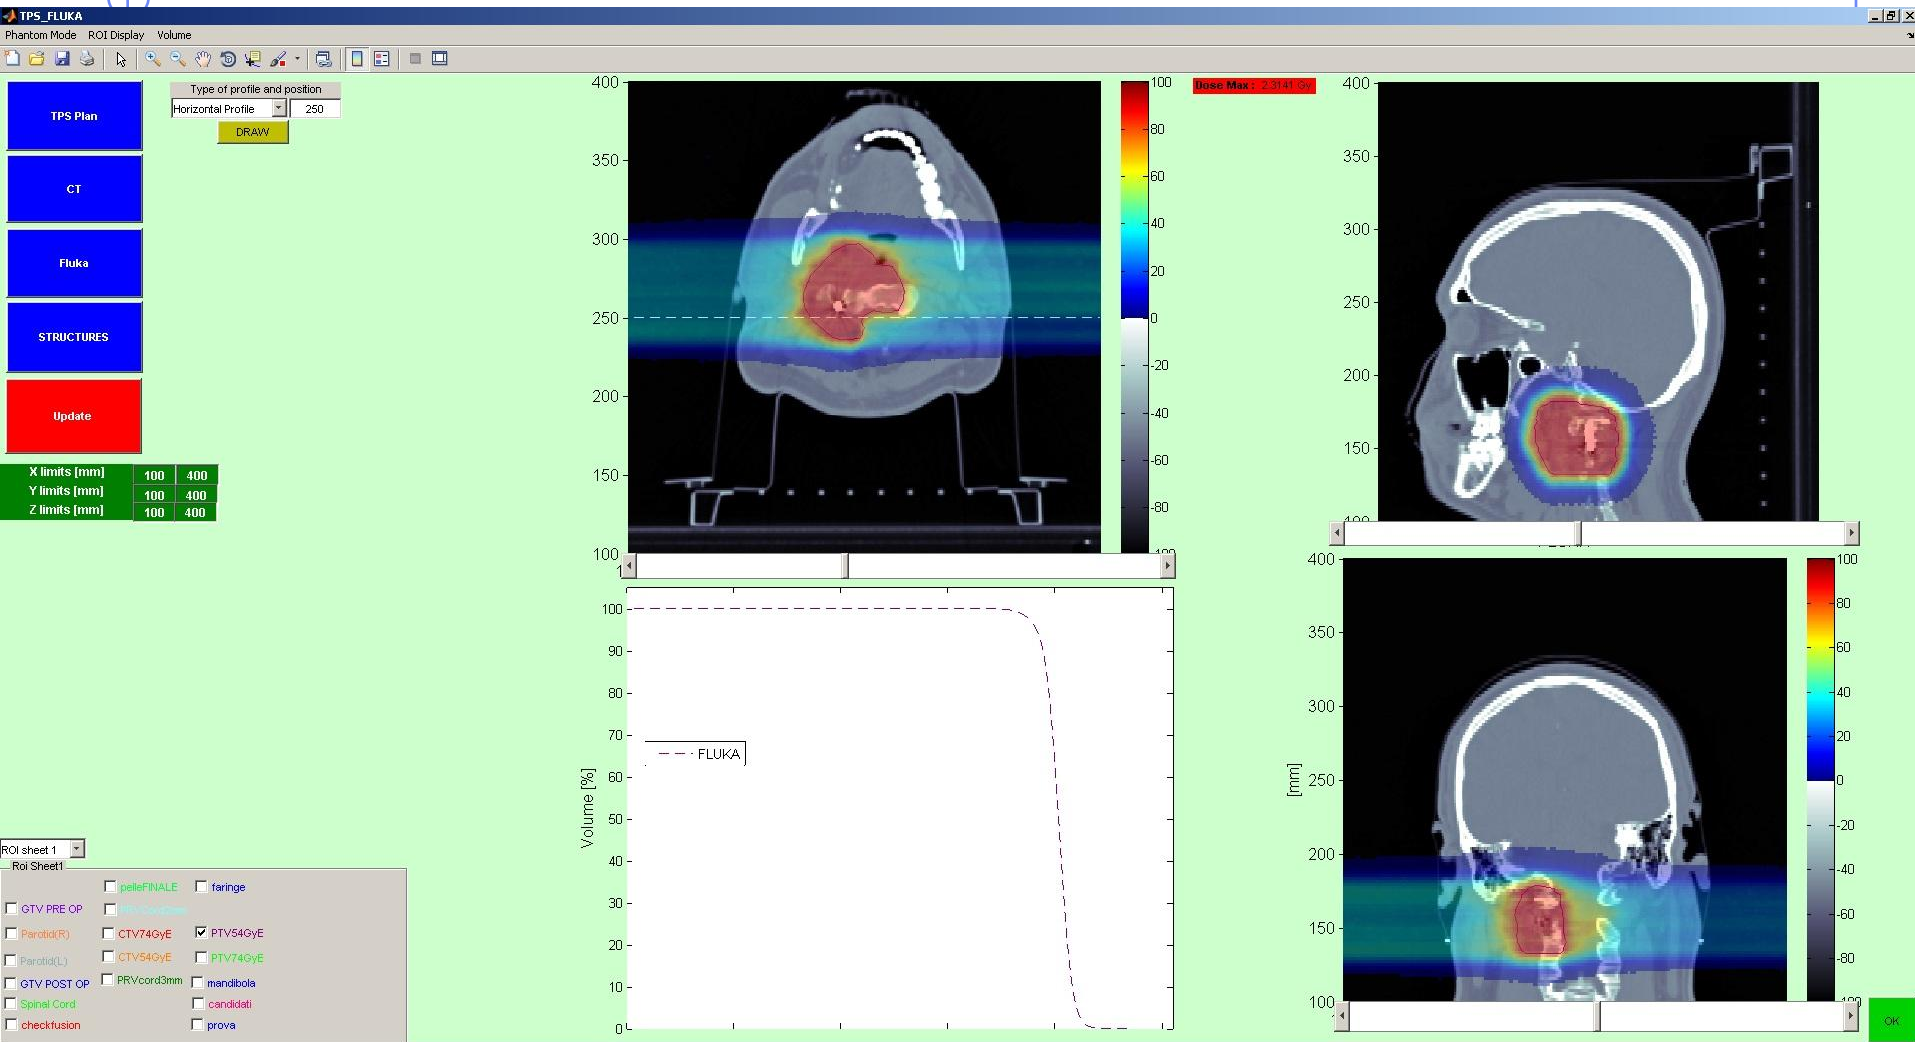 TPS_FLUKA
Phantom Mode ROI Display Volume
TPS Plan
CT
Fluka
STRUCTURES
Update
Type of profile and position
Horizontal Profile 250
DRAW
X limits [mm] 100 400
Y limits [mm] 100 400
Z limits [mm] 100 400
400
350
300
250
200
150
100
100
80
60
40
20
0
-20
-40
-60
-80
-100
Dose Max : 2.3141 Gy
400
350
300
250
200
150
100
100
90
80
70
60
50
40
30
20
10
0
Volume [%]
FLUKA
400
350
300
250
200
150
100
[mm]
100
80
60
40
20
0
-20
-40
-60
-80
-100
ROI sheet 1
Roi Sheet1
pelleFINALE faringe
GTV PRE OP
Parotid(R) CTV74GyE PTV54GyE
Parotid(L) CTV54GyE PTV74GyE
GTV POST OP PRVcord3mm mandibola
Spinal Cord candidati
checkfusion prova
OK